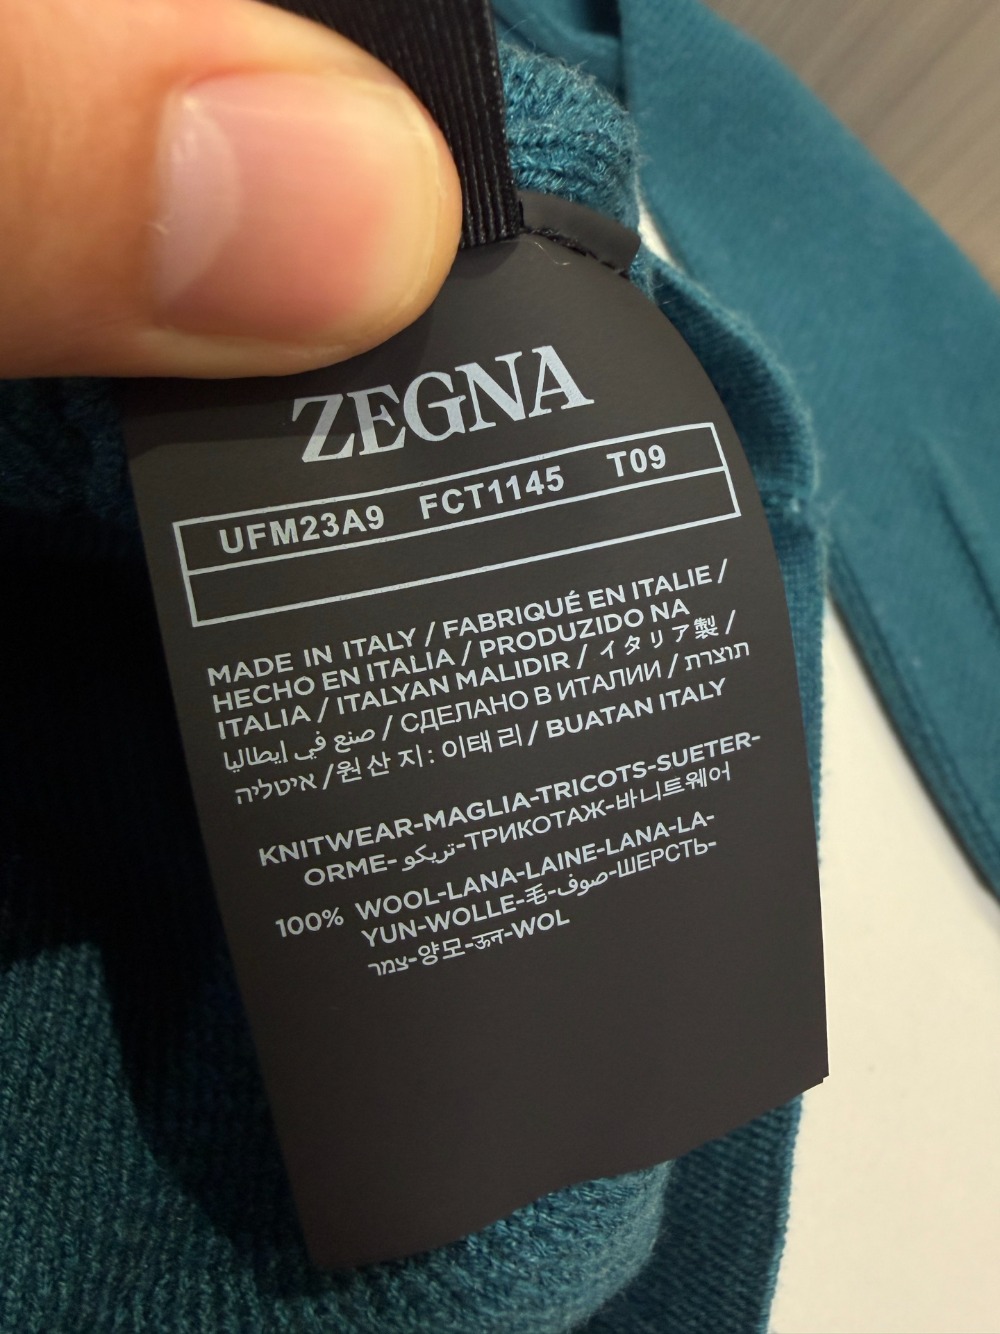 ZEGNA
UFM23A9 FCT1145 T09
MADE IN ITALY / FABRIQUÉ EN ITALIE /
HECHO EN ITALIA / PRODUZIDO NA
ITALIA / ITALYAN MALIDIR / イタリア製 /
صنع في إيطاليا / СДЕЛАНО В ИТАЛИИ / תוצרת
איטליה / 원산지: 이태리 / BUATAN ITALY
KNITWEAR-MAGLIA-TRICOTS-SUETER-
ORME-تريكو-ТРИКОТАЖ-바니트웨어
100% WOOL-LANA-LAINE-LANA-LA-
YUN-WOLLE-毛-صوف-ШЕРСТЬ-
צמר-양모-ऊन-WOL